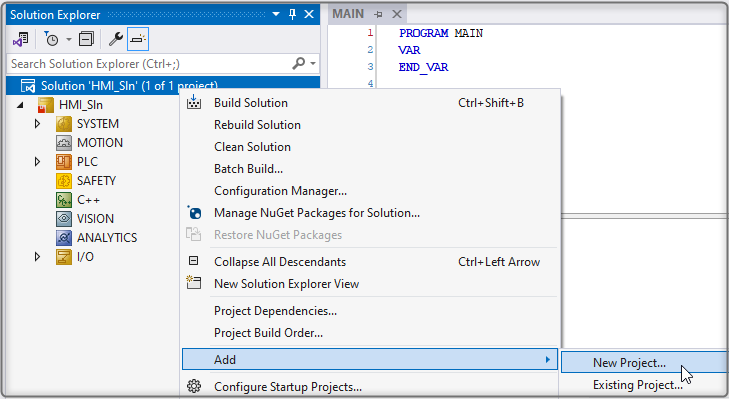 Solution Explorer
Search Solution Explorer (Ctrl+;)
Solution 'HMI_Sln' (1 of 1 project)
HMI_Sln
SYSTEM
MOTION
PLC
SAFETY
C++
VISION
ANALYTICS
I/O
MAIN
1 PROGRAM MAIN
2 VAR
3 END_VAR
4
Build Solution Ctrl+Shift+B
Rebuild Solution
Clean Solution
Batch Build...
Configuration Manager...
Manage NuGet Packages for Solution...
Restore NuGet Packages
Collapse All Descendants Ctrl+Left Arrow
New Solution Explorer View
Project Dependencies...
Project Build Order...
Add
Configure Startup Projects...
New Project...
Existing Project...